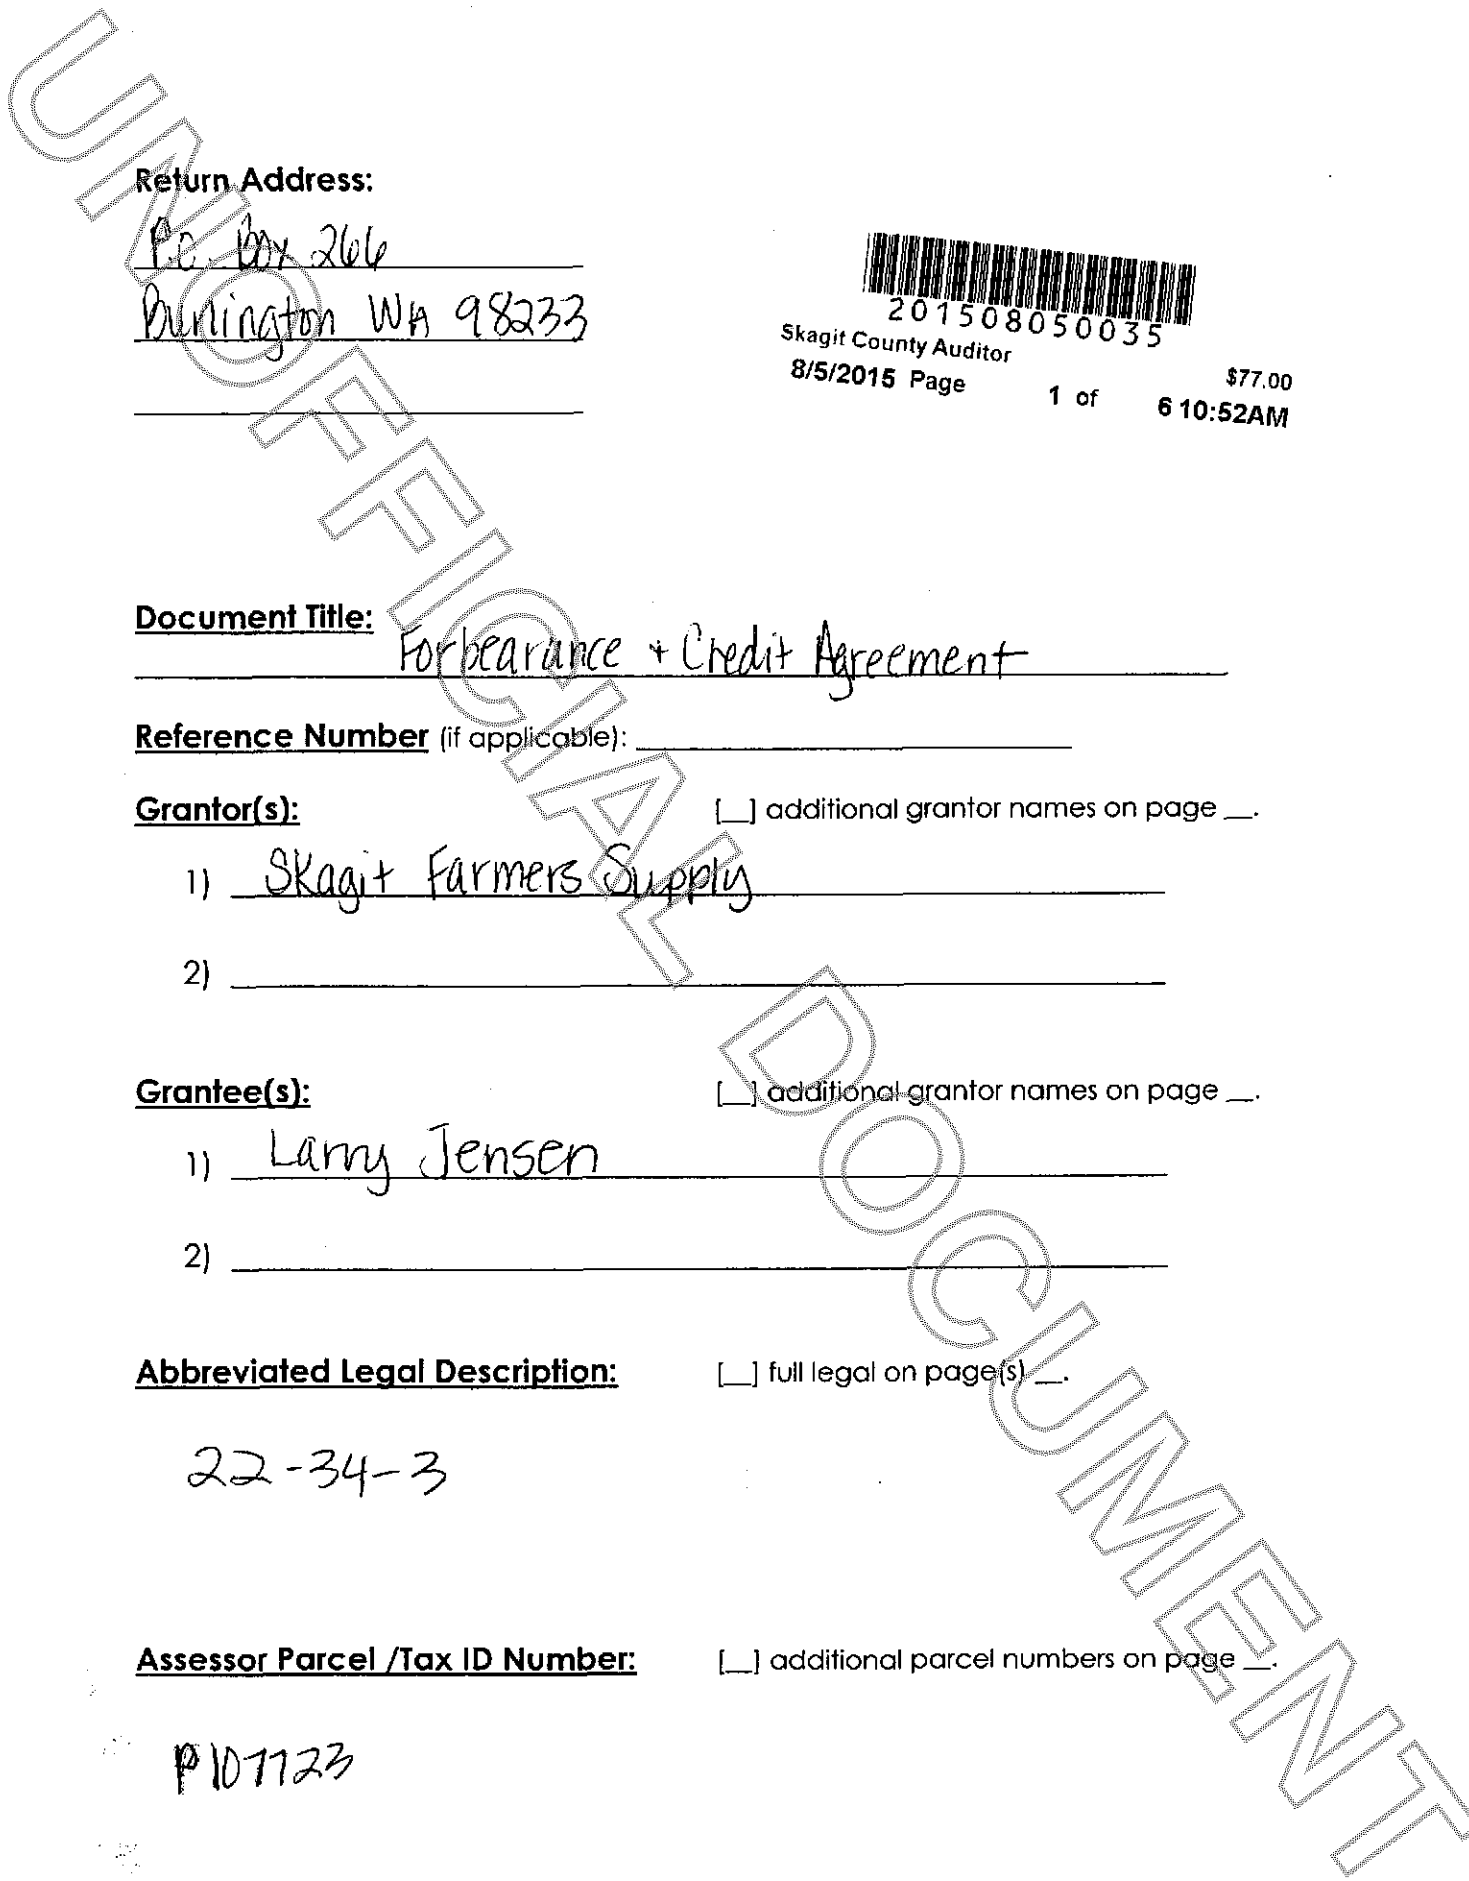 Return Address:
P.O. Box 266
Burlington WA 98233
201508050035
Skagit County Auditor $77.00
8/5/2015 Page 1 of 6 10:52AM
Document Title:
Forbearance + Credit Agreement
Reference Number (if applicable):
Grantor(s): [__] additional grantor names on page __.
1) Skagit Farmers Supply
2)
Grantee(s): [__] additional grantor names on page __.
1) Larry Jensen
2)
Abbreviated Legal Description: [__] full legal on page(s) __.
22-34-3
Assessor Parcel /Tax ID Number: [__] additional parcel numbers on page __.
P107723
UNOFFICIAL DOCUMENT